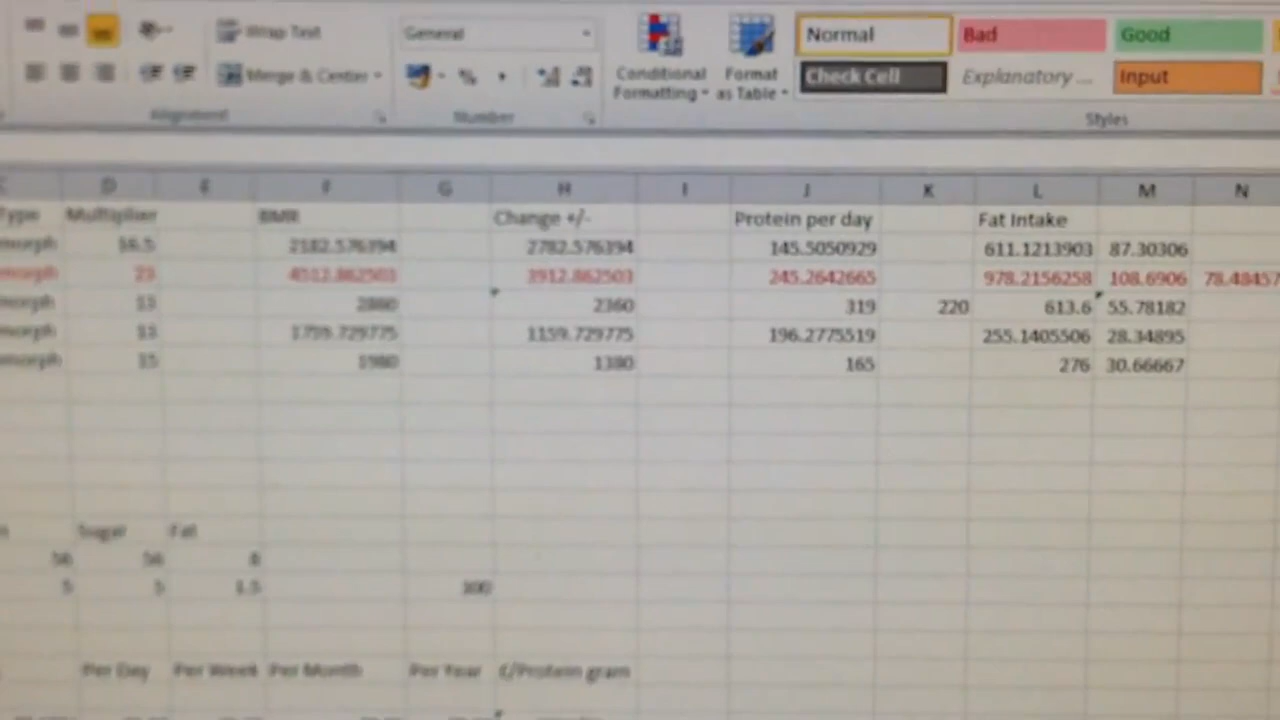 Wrap Text General Normal Bad Good
Merge & Center % Conditional Formatting Format as Table Check Cell Explanatory ... Input
Alignment Number Styles
D E F G H I J K L M N
Type Multiplier BMR Change +/- Protein per day Fat Intake
morph 16.5 2182.576394 2782.576394 145.5050929 611.1213903 87.30306
morph 23 3912.862503 245.2642665 978.2156258 108.6906 78.48457
morph 13 2860 2360 319 220 613.6 55.78182
morph 13 1759.729775 1159.729775 196.2775519 255.1405506 28.34895
morph 15 1980 1380 165 276 30.66667
Sugar Fat
56 56 8
5 5 1.5 300
Per Day Per Week Per Month Per Year £/Protein gram